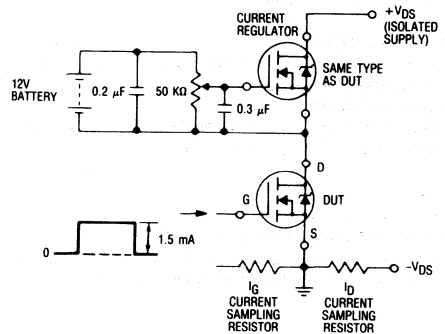 CURRENT
REGULATOR
+VDS
(ISOLATED
SUPPLY)
12V
BATTERY
0.2 µF
50 KΩ
0.3 µF
SAME TYPE
AS DUT
D
G
DUT
S
0
1.5 mA
-VDS
IG
CURRENT
SAMPLING
RESISTOR
ID
CURRENT
SAMPLING
RESISTOR